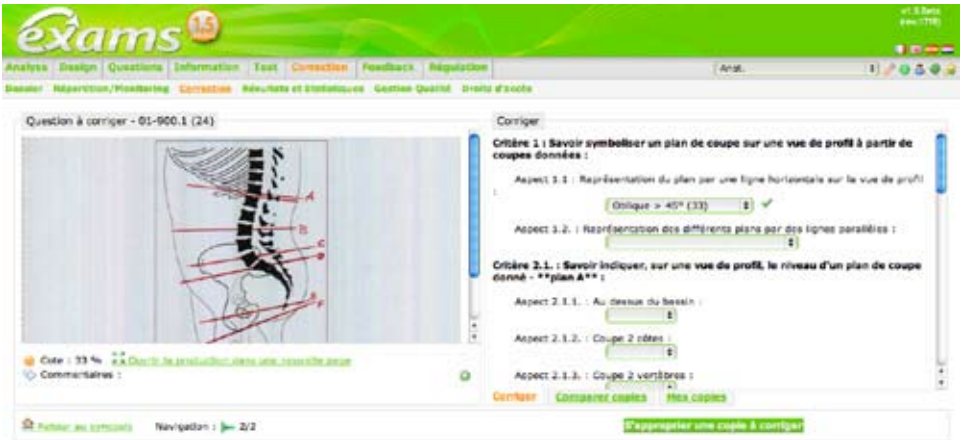 exams 1.5
v1.5 Beta
(rev.1718)
Analyse Design Questions Information Test Correction Feedback Régulation
Anat.
Dossier Répartition/Monitoring Correction Résultats et Statistiques Gestion Qualité Droits d'accès
Question à corriger - 01-900.1 (24)
A
B
C
D
E
F
Cote : 33 % Ouvrir la production dans une nouvelle page
Commentaires :
Corriger
Critère 1 : Savoir symboliser un plan de coupe sur une vue de profil à partir de
coupes données :
Aspect 1.1 : Représentation du plan par une ligne horizontale sur la vue de profil
:
Oblique > 45° (33)
Aspect 1.2. : Représentation des différents plans par des lignes parallèles :
Critère 2.1. : Savoir indiquer, sur une vue de profil, le niveau d'un plan de coupe
donné - **plan A** :
Aspect 2.1.1. : Au dessus du bassin :
Aspect 2.1.2. : Coupe 2 côtes :
Aspect 2.1.3. : Coupe 2 vertèbres :
Corriger Comparer copies Mes copies
Retour au sommaire Navigation : 2/2
S'approprier une copie à corriger